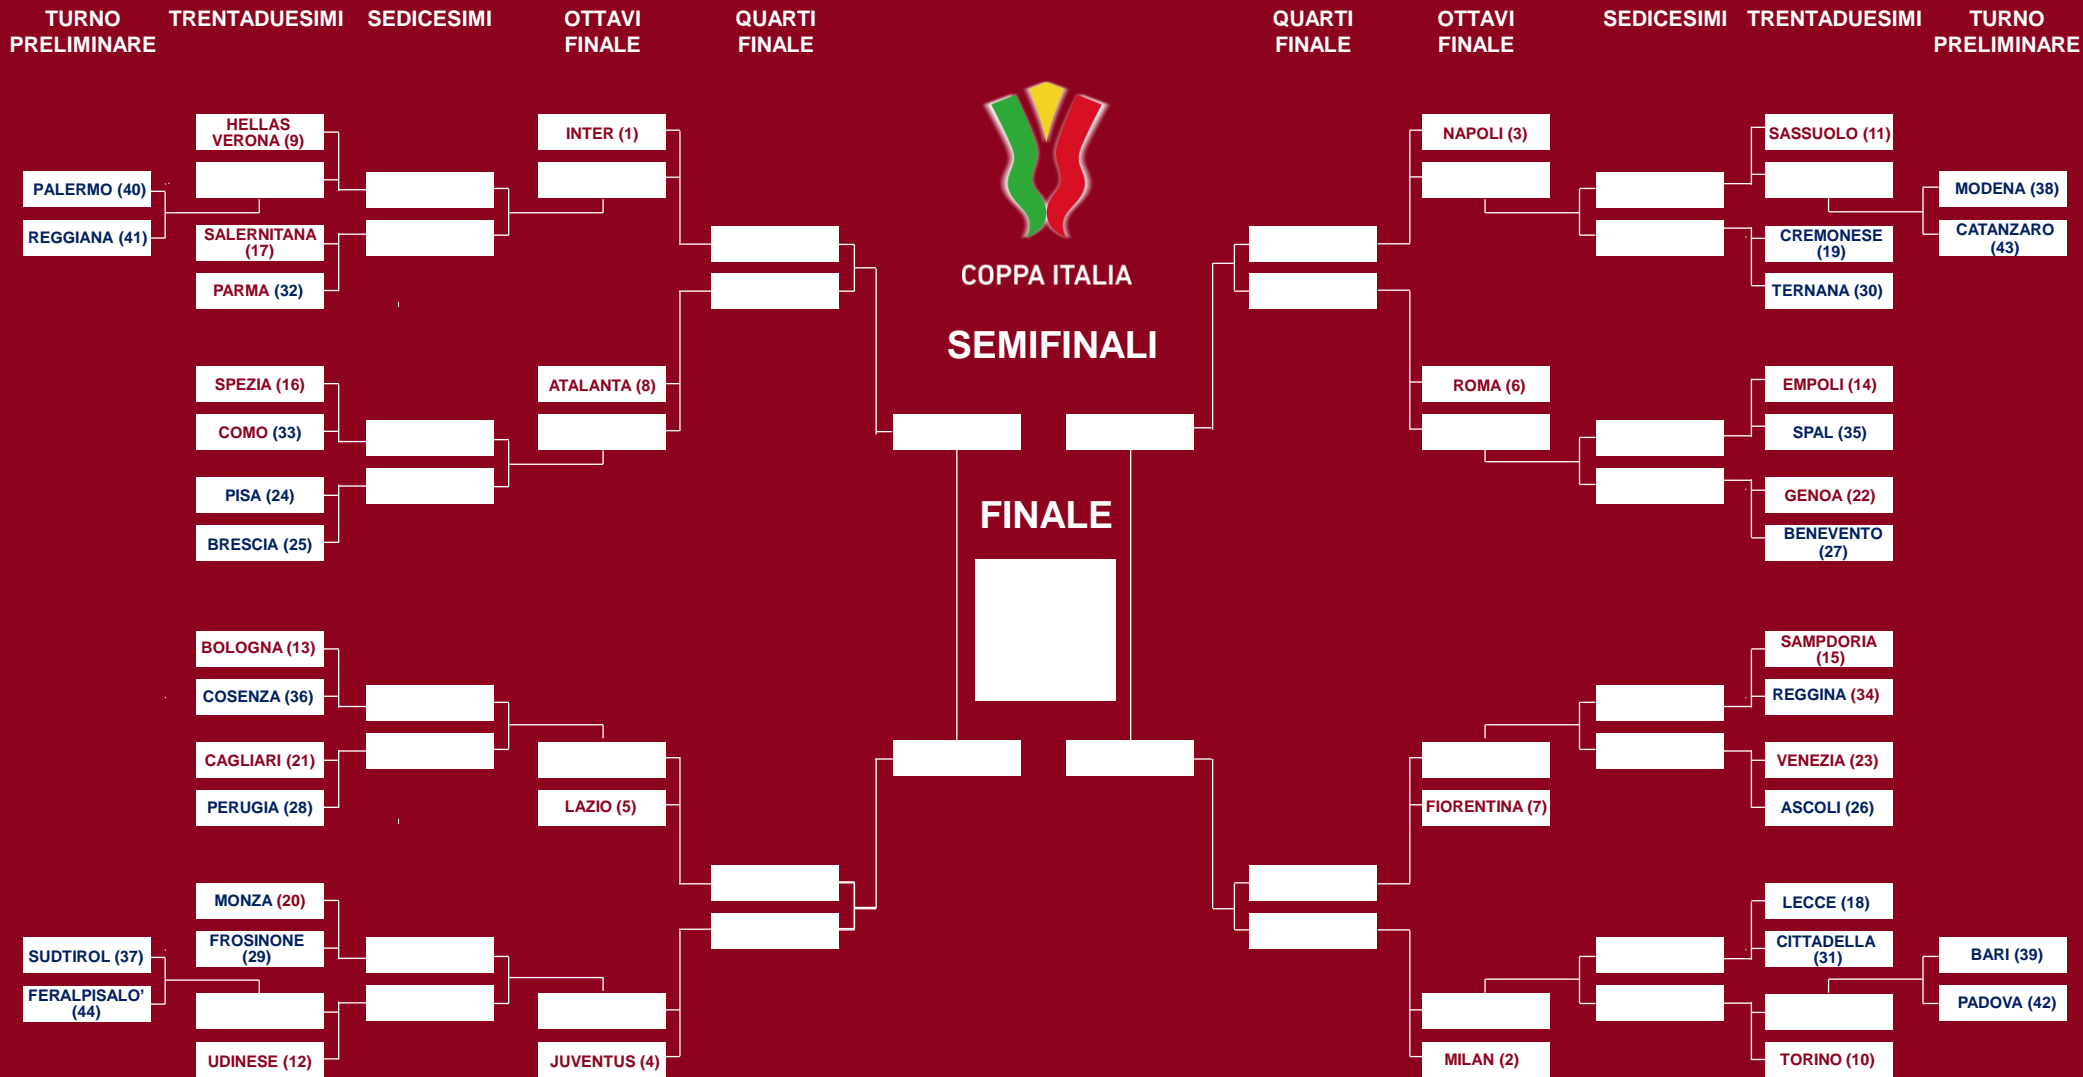 TURNO
PRELIMINARE
TRENTADUESIMI
SEDICESIMI
OTTAVI
FINALE
QUARTI
FINALE
QUARTI
FINALE
OTTAVI
FINALE
SEDICESIMI
TRENTADUESIMI
TURNO
PRELIMINARE
PALERMO (40)
REGGIANA (41)
SUDTIROL (37)
FERALPISALO’
(44)
HELLAS
VERONA (9)
SALERNITANA
(17)
PARMA (32)
SPEZIA (16)
COMO (33)
PISA (24)
BRESCIA (25)
BOLOGNA (13)
COSENZA (36)
CAGLIARI (21)
PERUGIA (28)
MONZA (20)
FROSINONE
(29)
UDINESE (12)
INTER (1)
ATALANTA (8)
LAZIO (5)
JUVENTUS (4)
COPPA ITALIA
SEMIFINALI
FINALE
NAPOLI (3)
ROMA (6)
FIORENTINA (7)
MILAN (2)
SASSUOLO (11)
CREMONESE
(19)
TERNANA (30)
EMPOLI (14)
SPAL (35)
GENOA (22)
BENEVENTO
(27)
SAMPDORIA
(15)
REGGINA (34)
VENEZIA (23)
ASCOLI (26)
LECCE (18)
CITTADELLA
(31)
TORINO (10)
MODENA (38)
CATANZARO
(43)
BARI (39)
PADOVA (42)